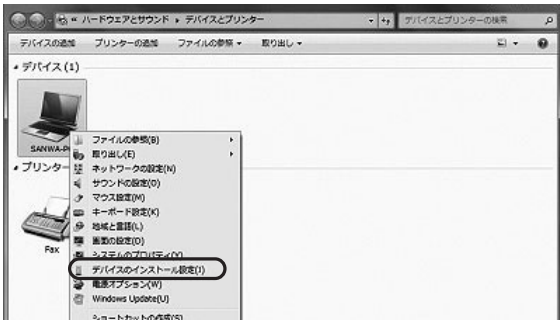 « ハードウェアとサウンド ▸ デバイスとプリンター
デバイスとプリンターの検索
デバイスの追加 プリンターの追加 ファイルの参照 ▾ 取り出し ▾
デバイス (1)
SANWA-P
プリンター
Fax
ファイルの参照(B)
取り出し(E)
ネットワークの設定(N)
サウンドの設定(O)
マウス設定(M)
キーボード設定(K)
地域と言語(L)
画面の設定(D)
システムのプロパティ(Y)
デバイスのインストール設定(I)
電源オプション(W)
Windows Update(U)
ショートカットの作成(S)